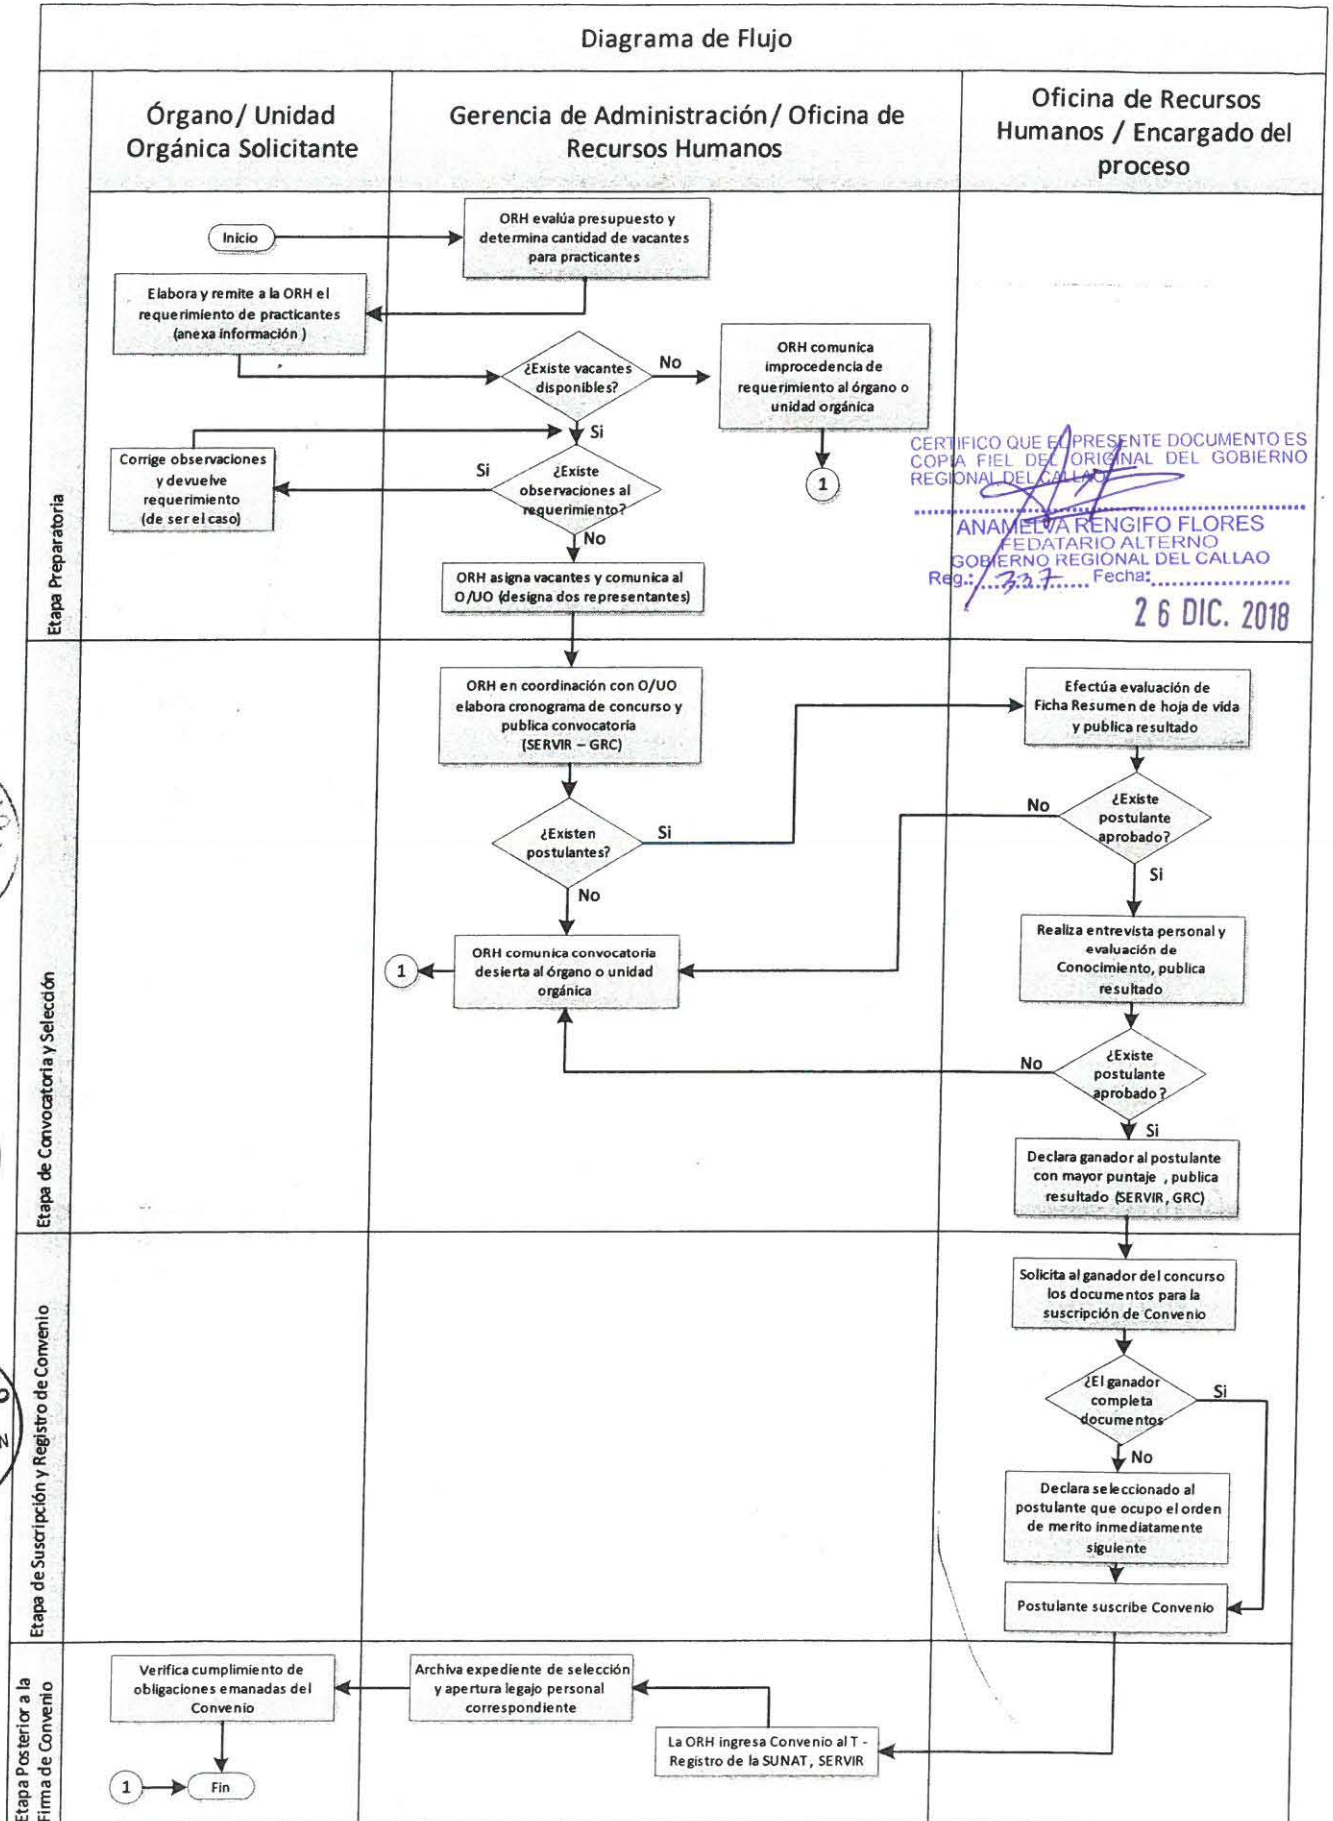 Diagrama de Flujo
Órgano/ Unidad
Orgánica Solicitante
Gerencia de Administración/ Oficina de
Recursos Humanos
Oficina de Recursos
Humanos / Encargado del
proceso
Etapa Preparatoria
Inicio
ORH evalúa presupuesto y
determina cantidad de vacantes
para practicantes
Elabora y remite a la ORH el
requerimiento de practicantes
(anexa información )
¿Existe vacantes
disponibles?
No
ORH comunica
improcedencia de
requerimiento al órgano o
unidad orgánica
1
Si
Corrige observaciones
y devuelve
requerimiento
(de ser el caso)
Si
¿Existe
observaciones al
requerimiento?
No
ORH asigna vacantes y comunica al
O/UO (designa dos representantes)
CERTIFICO QUE EL PRESENTE DOCUMENTO ES
COPIA FIEL DEL ORIGINAL DEL GOBIERNO
REGIONAL DEL CALLAO
ANAMELVA RENGIFO FLORES
FEDATARIO ALTERNO
GOBIERNO REGIONAL DEL CALLAO
Reg.: 337 Fecha:
26 DIC. 2018
Etapa de Convocatoria y Selección
ORH en coordinación con O/UO
elabora cronograma de concurso y
publica convocatoria
(SERVIR – GRC)
Efectúa evaluación de
Ficha Resumen de hoja de vida
y publica resultado
¿Existen
postulantes?
Si
No
No
¿Existe
postulante
aprobado?
Si
ORH comunica convocatoria
desierta al órgano o unidad
orgánica
1
Realiza entrevista personal y
evaluación de
Conocimiento, publica
resultado
No
¿Existe
postulante
aprobado?
Si
Declara ganador al postulante
con mayor puntaje , publica
resultado (SERVIR, GRC)
Etapa de Suscripción y Registro de Convenio
Solicita al ganador del concurso
los documentos para la
suscripción de Convenio
¿El ganador
completa
documentos
Si
No
Declara seleccionado al
postulante que ocupo el orden
de merito inmediatamente
siguiente
Postulante suscribe Convenio
Etapa Posterior a la
Firma de Convenio
Verifica cumplimiento de
obligaciones emanadas del
Convenio
Archiva expediente de selección
y apertura legajo personal
correspondiente
La ORH ingresa Convenio al T -
Registro de la SUNAT, SERVIR
1
Fin